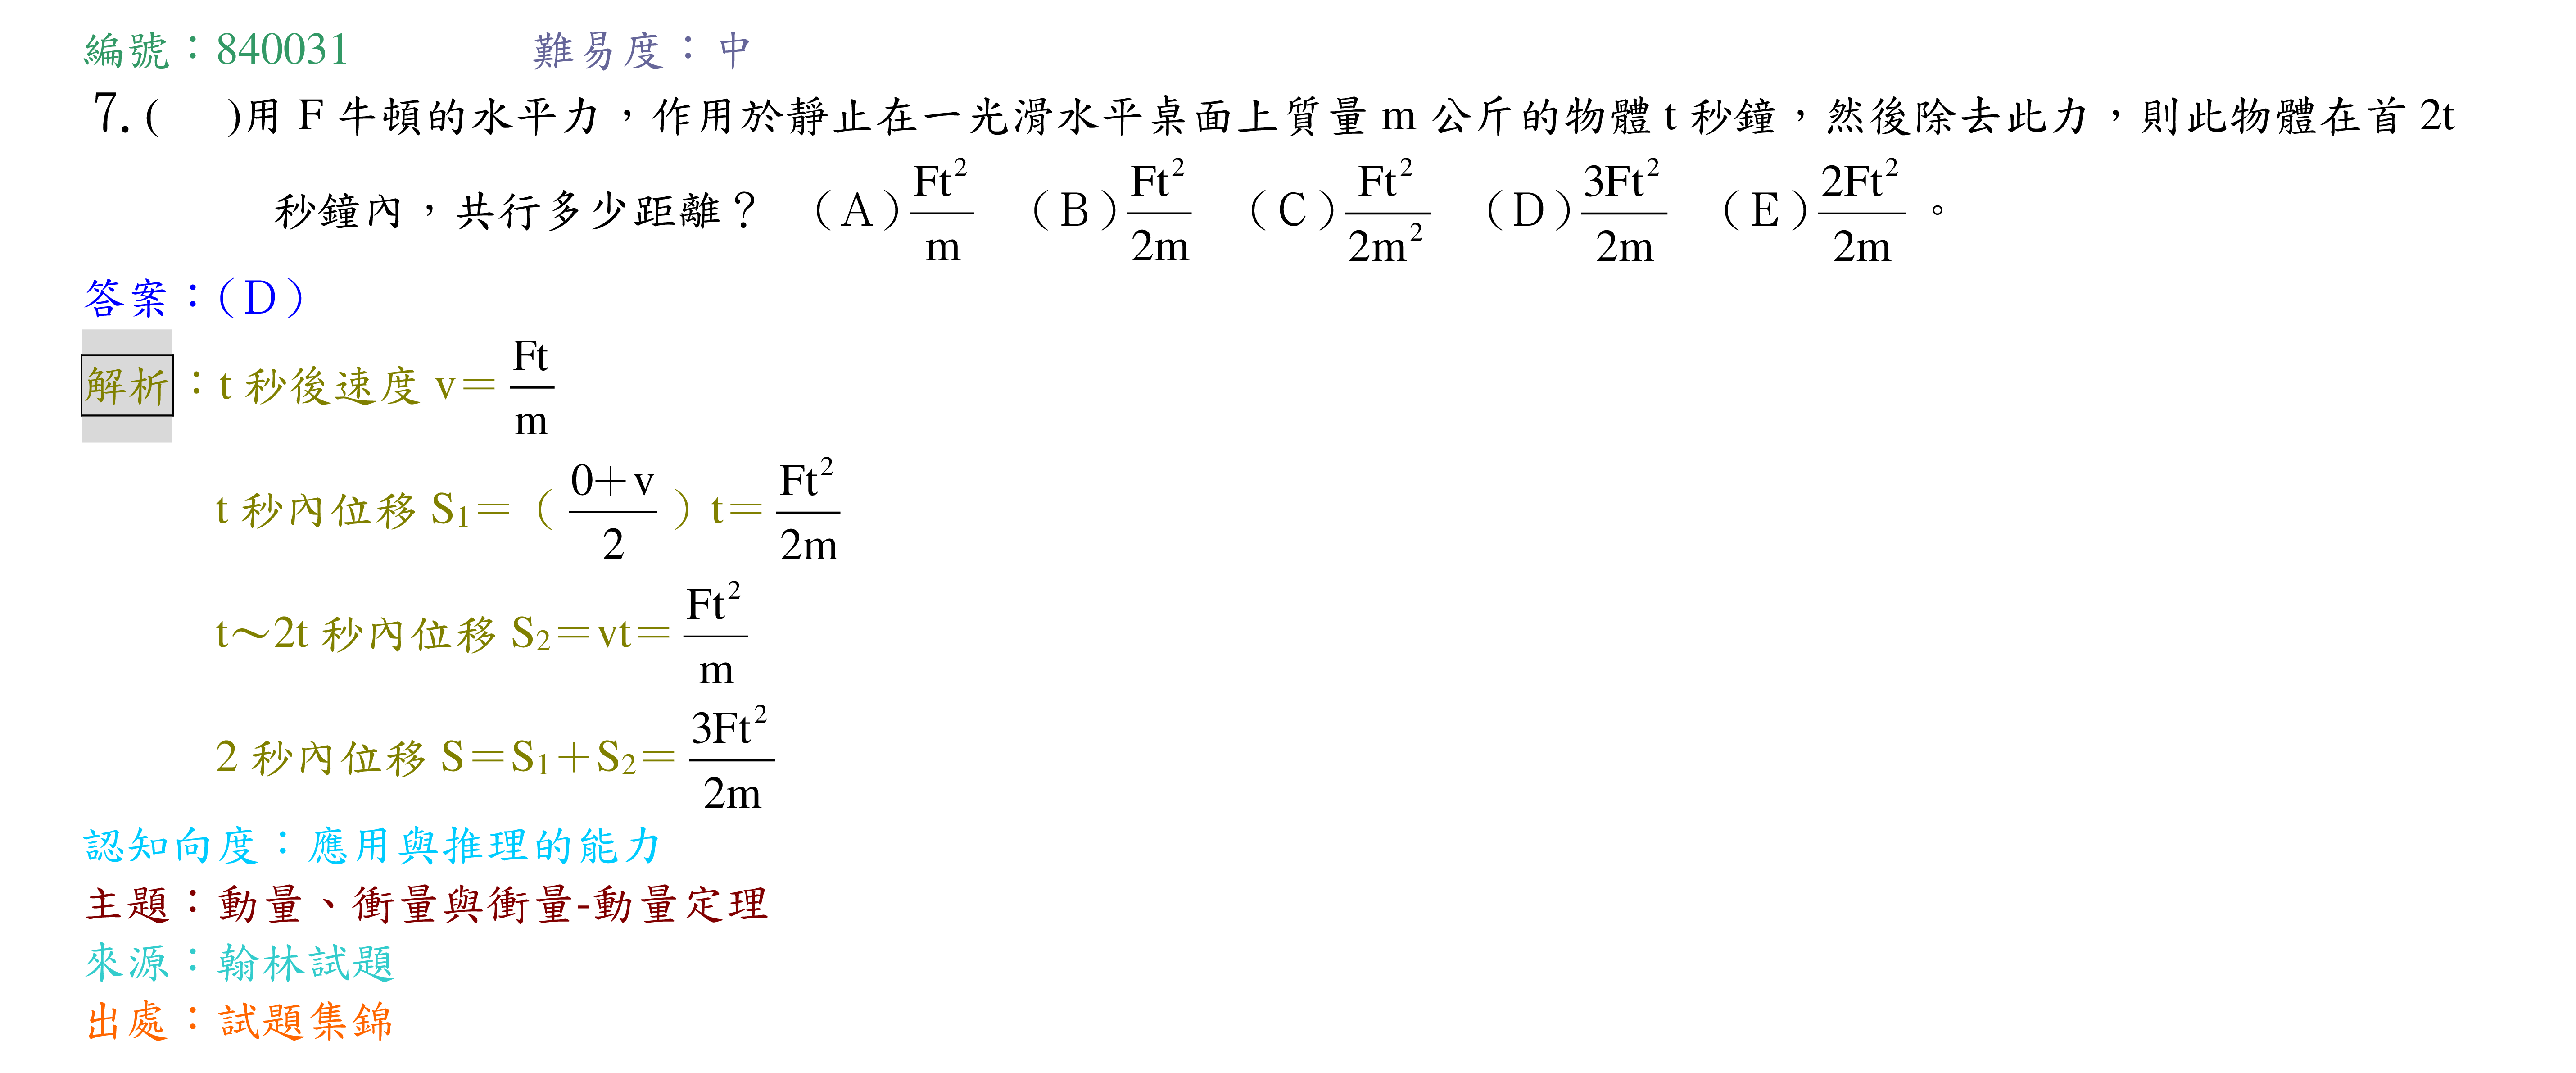 編號：840031 難易度：中
7. ( )用 F 牛頓的水平力，作用於靜止在一光滑水平桌面上質量 m 公斤的物體 t 秒鐘，然後除去此力，則此物體在首 2t
秒鐘內，共行多少距離？ （A）$\frac{Ft^2}{m}$ （B）$\frac{Ft^2}{2m}$ （C）$\frac{Ft^2}{2m^2}$ （D）$\frac{3Ft^2}{2m}$ （E）$\frac{2Ft^2}{2m}$ 。
答案：（D）
解析：t 秒後速度 v＝$\frac{Ft}{m}$
t 秒內位移 S₁＝（$\frac{0＋v}{2}$）t＝$\frac{Ft^2}{2m}$
t～2t 秒內位移 S₂＝vt＝$\frac{Ft^2}{m}$
2 秒內位移 S＝S₁＋S₂＝$\frac{3Ft^2}{2m}$
認知向度：應用與推理的能力
主題：動量、衝量與衝量-動量定理
來源：翰林試題
出處：試題集錦